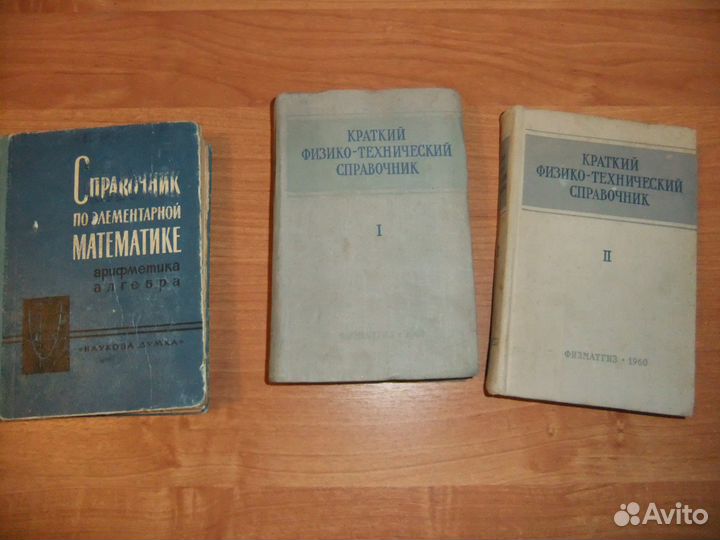 Справочник
по элементарной
математике
арифметика
алгебра
«Наукова думка»
КРАТКИЙ
ФИЗИКО-ТЕХНИЧЕСКИЙ
СПРАВОЧНИК
I
ФИЗМАТГИЗ
КРАТКИЙ
ФИЗИКО-ТЕХНИЧЕСКИЙ
СПРАВОЧНИК
II
ФИЗМАТГИЗ • 1960
Avito